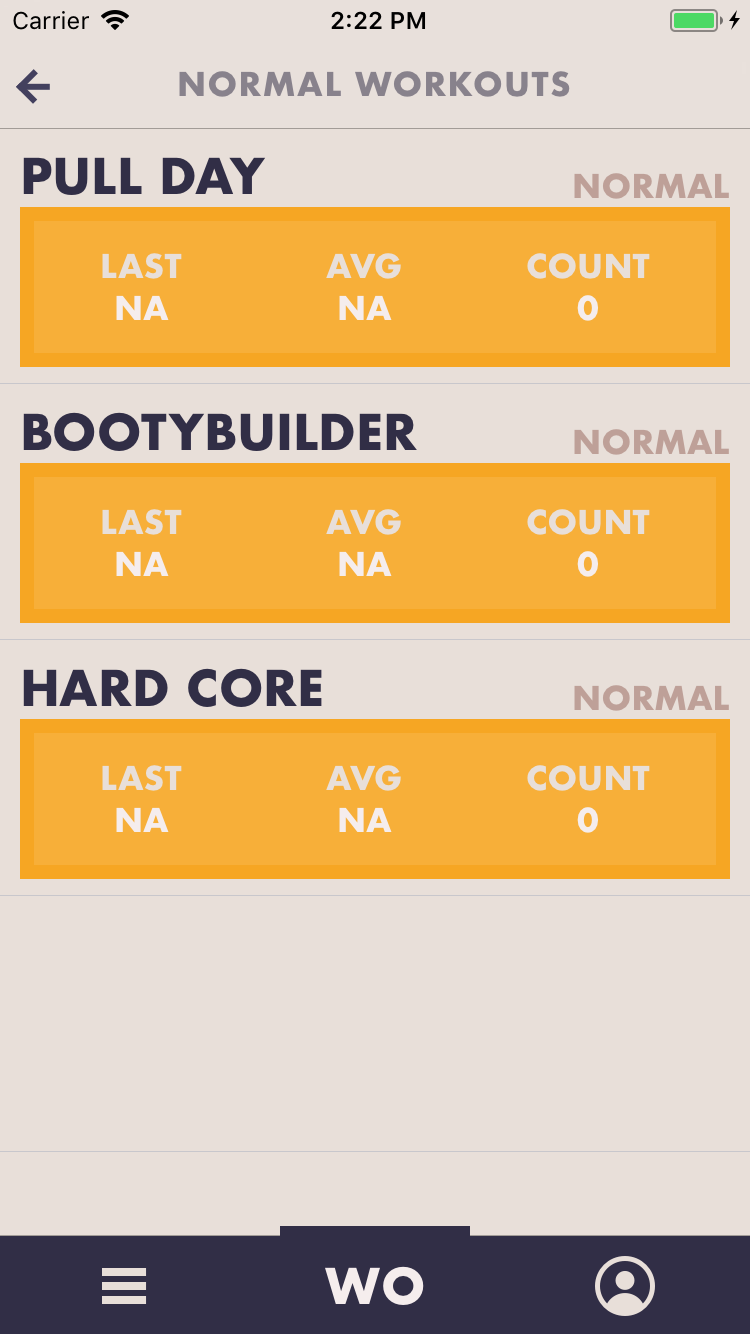 Carrier 2:22 PM
NORMAL WORKOUTS
PULL DAY NORMAL
LAST AVG COUNT
NA NA 0
BOOTYBUILDER NORMAL
LAST AVG COUNT
NA NA 0
HARD CORE NORMAL
LAST AVG COUNT
NA NA 0
WO